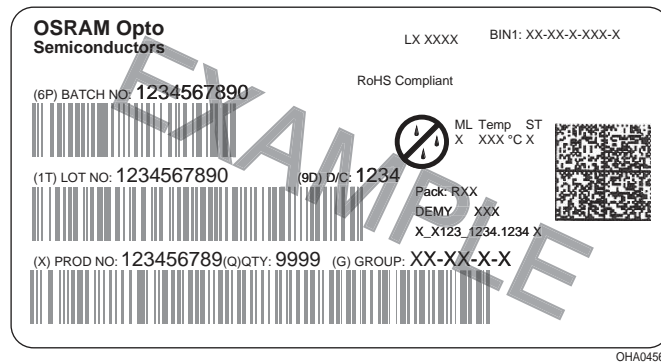 OSRAM Opto
Semiconductors
LX XXXX
BIN1: XX-XX-X-XXX-X
RoHS Compliant
(6P) BATCH NO: 1234567890
ML Temp ST
X XXX °C X
(1T) LOT NO: 1234567890 (9D) D/C: 1234
Pack: RXX
DEMY XXX
X_X123_1234.1234 X
(X) PROD NO: 123456789(Q)QTY: 9999 (G) GROUP: XX-XX-X-X
EXAMPLE
OHA04563